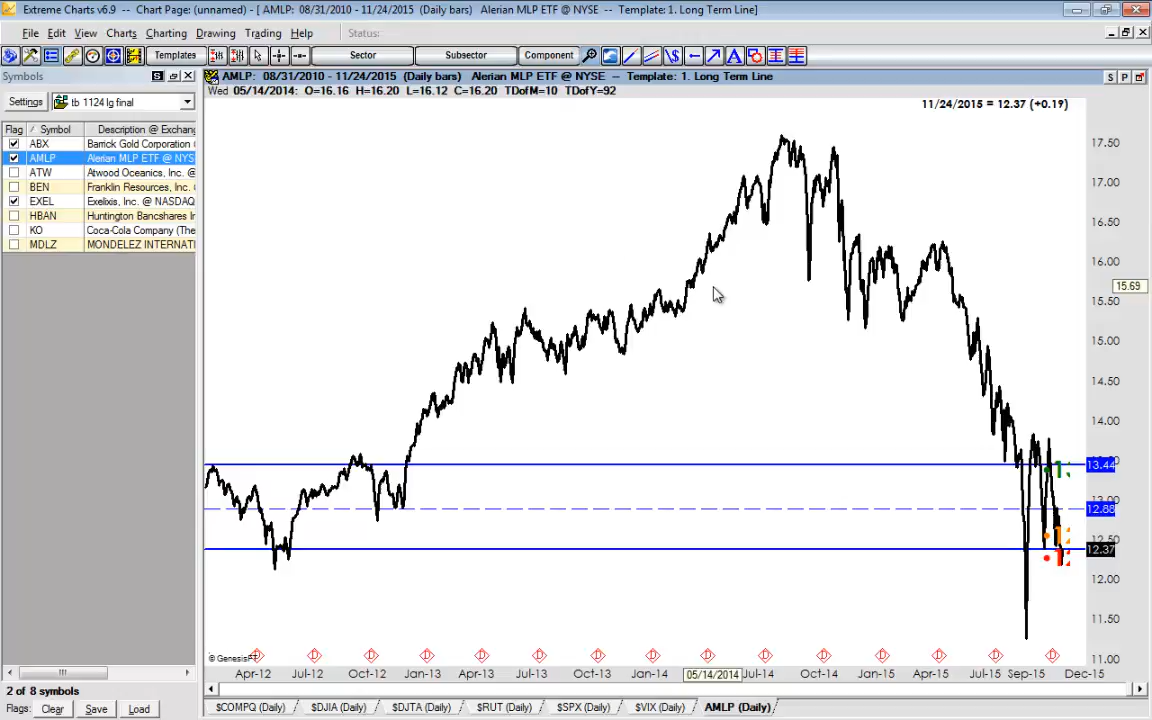 Extreme Charts v6.9 - Chart Page: (unnamed) - [ AMLP: 08/31/2010 - 11/24/2015 (Daily bars) Alerian MLP ETF @ NYSE - Template: 1. Long Term Line]
File Edit View Charts Charting Drawing Trading Help Status:
Templates Sector Subsector Component A
Symbols S
AMLP: 08/31/2010 - 11/24/2015 (Daily bars) Alerian MLP ETF @ NYSE -- Template: 1. Long Term Line S P
Wed 05/14/2014: O=16.16 H=16.20 L=16.12 C=16.20 TDofM=10 TDofY=92
Settings tb 1124 lg final
11/24/2015 = 12.37 (+0.19)
Flag Symbol Description @ Exchang
ABX Barrick Gold Corporation
AMLP Alerian MLP ETF @ NYS
ATW Atwood Oceanics, Inc. @
BEN Franklin Resources, Inc.
EXEL Exelixis, Inc. @ NASDAQ
HBAN Huntington Bancshares
KO Coca-Cola Company (The
MDLZ MONDELEZ INTERNATI
17.50
17.00
16.50
16.00
15.69
15.50
15.00
14.50
14.00
13.44
13.00
12.88
12.50
12.37
12.00
11.50
11.00
© GenesisFT
D D D D D D D D D D D D D D D
Apr-12 Jul-12 Oct-12 Jan-13 Apr-13 Jul-13 Oct-13 Jan-14 05/14/2014 Jul-14 Oct-14 Jan-15 Apr-15 Jul-15 Sep-15 Dec-15
2 of 8 symbols
Flags: Clear Save Load
$COMPQ (Daily) $DJIA (Daily) $DJTA (Daily) $RUT (Daily) $SPX (Daily) $VIX (Daily) AMLP (Daily)